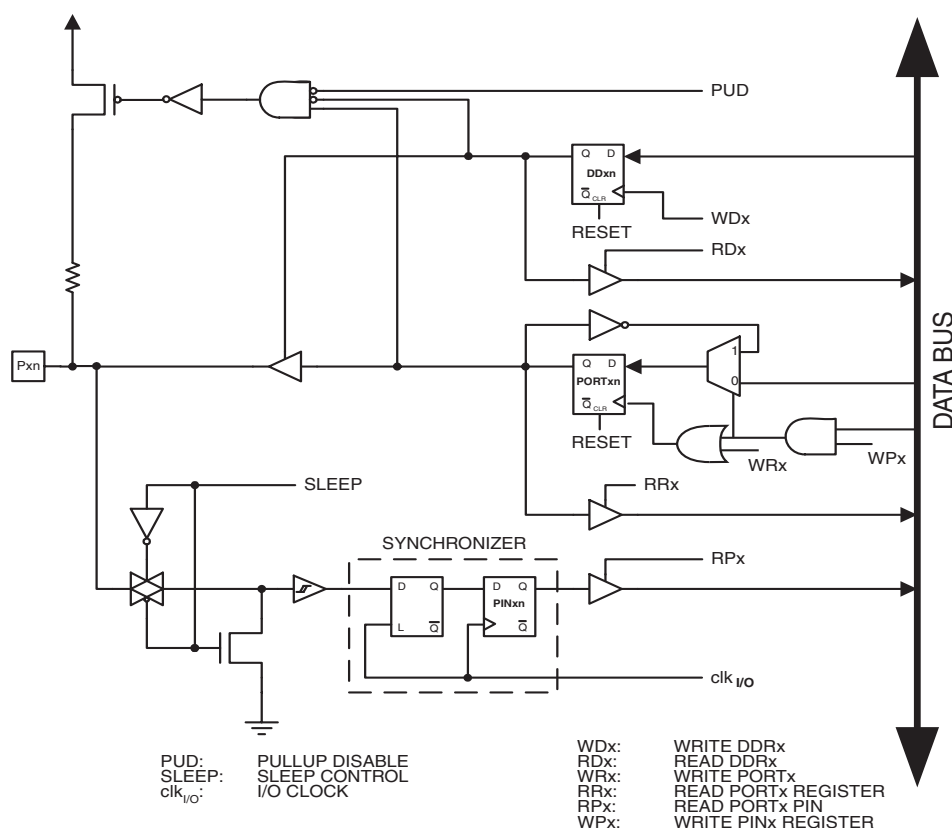 PUD
Q D
DDxn
Q CLR
WDx
RESET
RDx
1
Pxn
Q D
PORTxn
0
Q CLR
RESET
WRx
WPx
DATA BUS
SLEEP
RRx
SYNCHRONIZER
RPx
D Q
D Q
PINxn
L Q
Q
clk I/O
PUD: PULLUP DISABLE
SLEEP: SLEEP CONTROL
clkI/O: I/O CLOCK
WDx: WRITE DDRx
RDx: READ DDRx
WRx: WRITE PORTx
RRx: READ PORTx REGISTER
RPx: READ PORTx PIN
WPx: WRITE PINx REGISTER